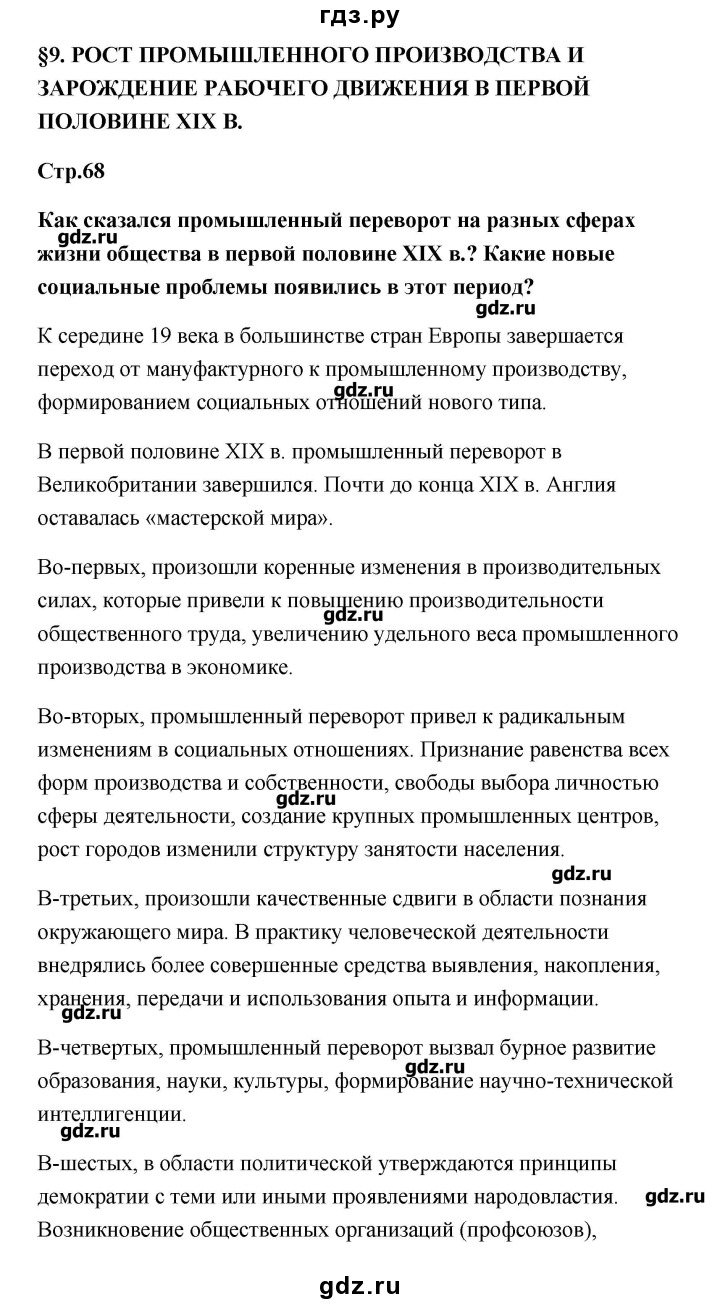 гдз.ру
§9. РОСТ ПРОМЫШЛЕННОГО ПРОИЗВОДСТВА И
ЗАРОЖДЕНИЕ РАБОЧЕГО ДВИЖЕНИЯ В ПЕРВОЙ
ПОЛОВИНЕ XIX В.
Стр.68
Как сказался промышленный переворот на разных сферах
gdz.ru
жизни общества в первой половине XIX в.? Какие новые
социальные проблемы появились в этот период?
gdz.ru
К середине 19 века в большинстве стран Европы завершается
переход от мануфактурного к промышленному производству,
gdz.ru
формированием социальных отношений нового типа.
В первой половине XIX в. промышленный переворот в
Великобритании завершился. Почти до конца XIX в. Англия
оставалась «мастерской мира».
Во-первых, произошли коренные изменения в производительных
силах, которые привели к повышению производительности
gdz.ru
общественного труда, увеличению удельного веса промышленного
производства в экономике.
Во-вторых, промышленный переворот привел к радикальным
изменениям в социальных отношениях. Признание равенства всех
форм производства и собственности, свободы выбора личностью
gdz.ru
сферы деятельности, создание крупных промышленных центров,
рост городов изменили структуру занятости населения.
gdz.ru
В-третьих, произошли качественные сдвиги в области познания
окружающего мира. В практику человеческой деятельности
внедрялись более совершенные средства выявления, накопления,
хранения, передачи и использования опыта и информации.
gdz.ru
В-четвертых, промышленный переворот вызвал бурное развитие
gdz.ru
образования, науки, культуры, формирование научно-технической
интеллигенции.
gdz.ru
В-шестых, в области политической утверждаются принципы
демократии с теми или иными проявлениями народовластия.
gdz.ru
Возникновение общественных организаций (профсоюзов),
gdz.ru